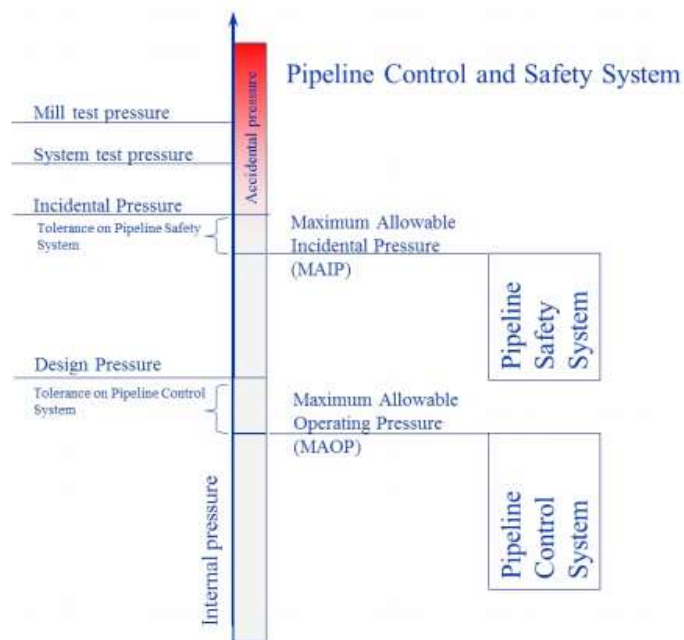 Pipeline Control and Safety System
Accidental pressure
Mill test pressure
System test pressure
Incidental Pressure
Tolerance on Pipeline Safety
System
Maximum Allowable
Incidental Pressure
(MAIP)
Pipeline
Safety
System
Design Pressure
Tolerance on Pipeline Control
System
Maximum Allowable
Operating Pressure
(MAOP)
Pipeline
Control
System
Internal pressure